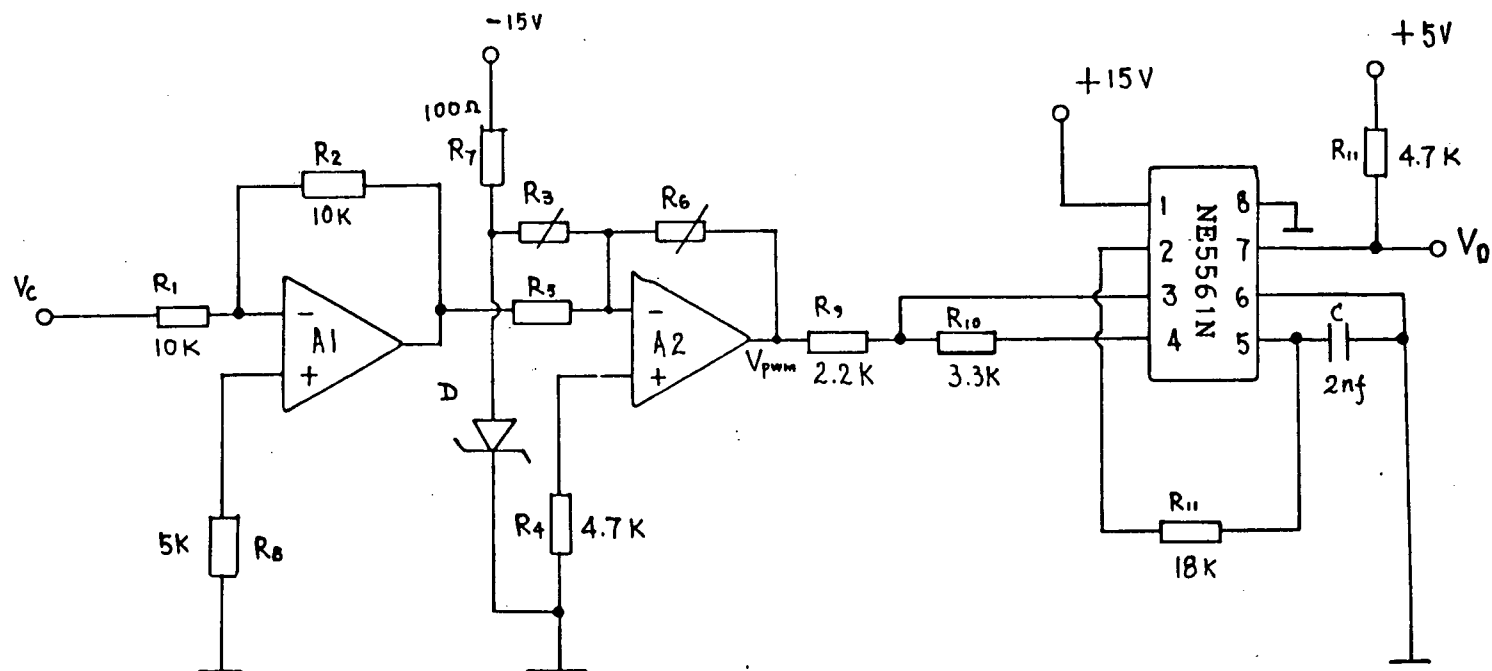 -15V
+5V
+15V
100Ω
R7
R11
4.7K
R2
10K
R3
R6
1
2
3
4
NE5561N
8
7
6
5
VD
Vc
R1
10K
-
A1
+
R5
-
A2
+
Vpwm
R9
2.2K
R10
3.3K
C
2nf
D
5K
R8
R4
4.7K
R11
18K